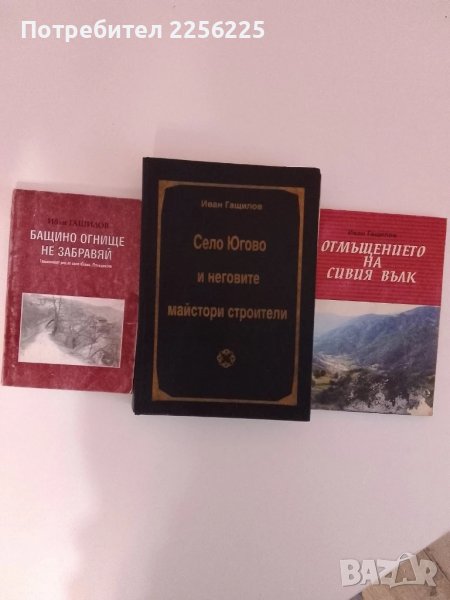 Потребител 2256225
Иван ГАЩИЛОВ
БАЩИНО ОГНИЩЕ
НЕ ЗАБРАВЯЙ
Иван Гащилов
Село Югово
и неговите
майстори строители
Иван Гащилов
ОТМЪЩЕНИЕТО
НА
СИВИЯ ВЪЛК
bazar